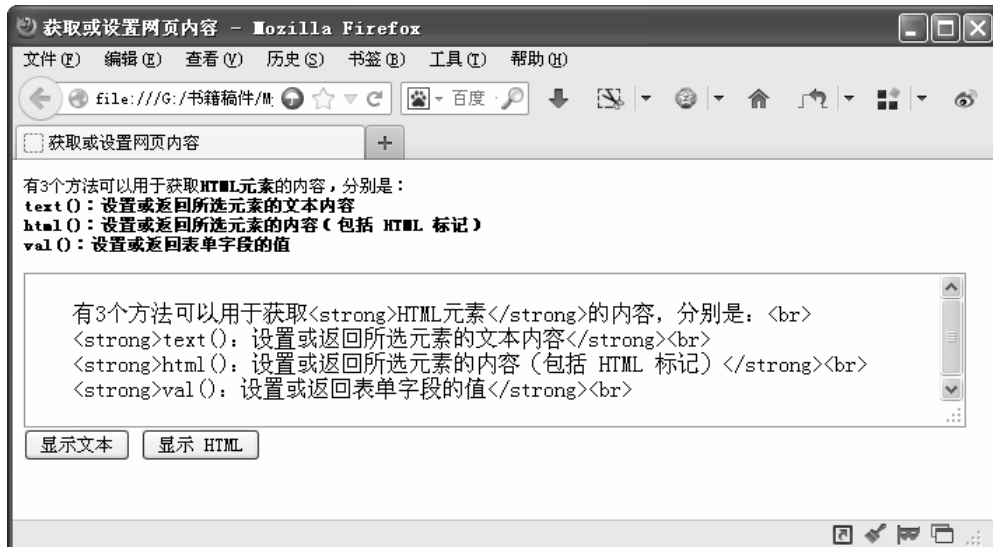 获取或设置网页内容 - Mozilla Firefox
文件(F) 编辑(E) 查看(V) 历史(S) 书签(B) 工具(T) 帮助(H)
file:///G:/书籍稿件/M 百度
获取或设置网页内容 +
有3个方法可以用于获取HTML元素的内容,分别是:
text():设置或返回所选元素的文本内容
html():设置或返回所选元素的内容(包括 HTML 标记)
val():设置或返回表单字段的值
有3个方法可以用于获取<strong>HTML元素</strong>的内容,分别是:<br>
<strong>text():设置或返回所选元素的文本内容</strong><br>
<strong>html():设置或返回所选元素的内容(包括 HTML 标记)</strong><br>
<strong>val():设置或返回表单字段的值</strong><br>
显示文本 显示 HTML